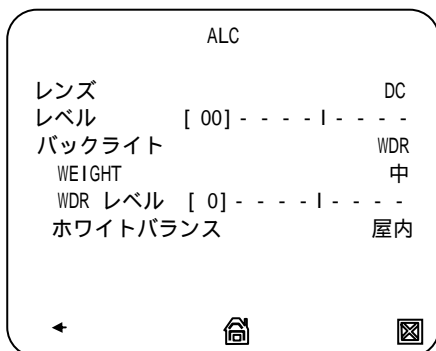 ALC
レンズ DC
レベル [ 00] - - - - I - - - -
バックライト WDR
WEIGHT 中
WDR レベル [ 0] - - - - I - - - -
ホワイトバランス 屋内